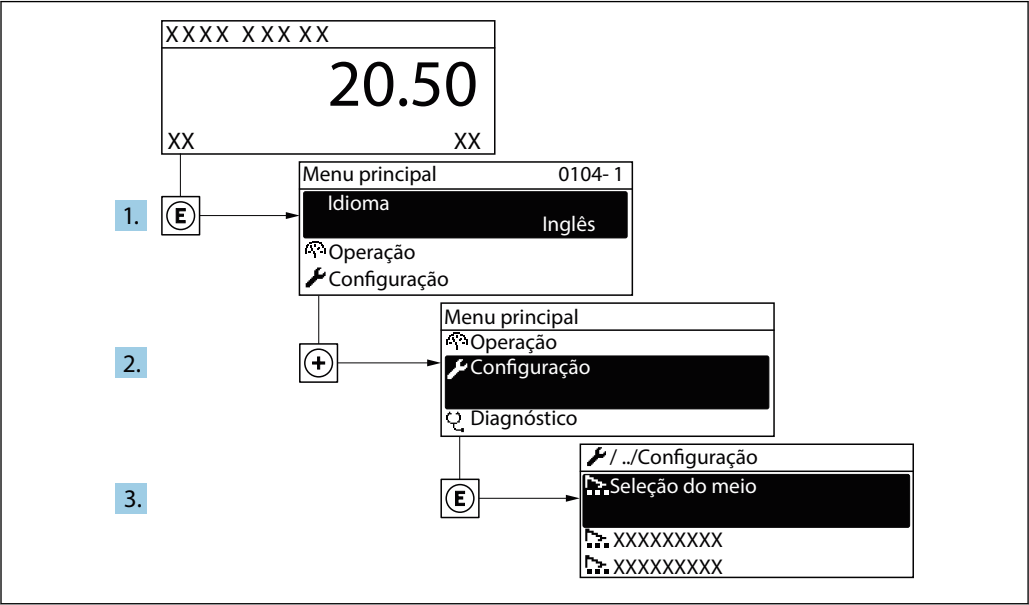 XXXX XXX XX
20.50
XX XX
Menu principal 0104-1
1. E Idioma
Inglês
Operação
Configuração
Menu principal
Operação
2. + Configuração
Diagnóstico
/ ../Configuração
3. E Seleção do meio
XXXXXXXXX
XXXXXXXXX